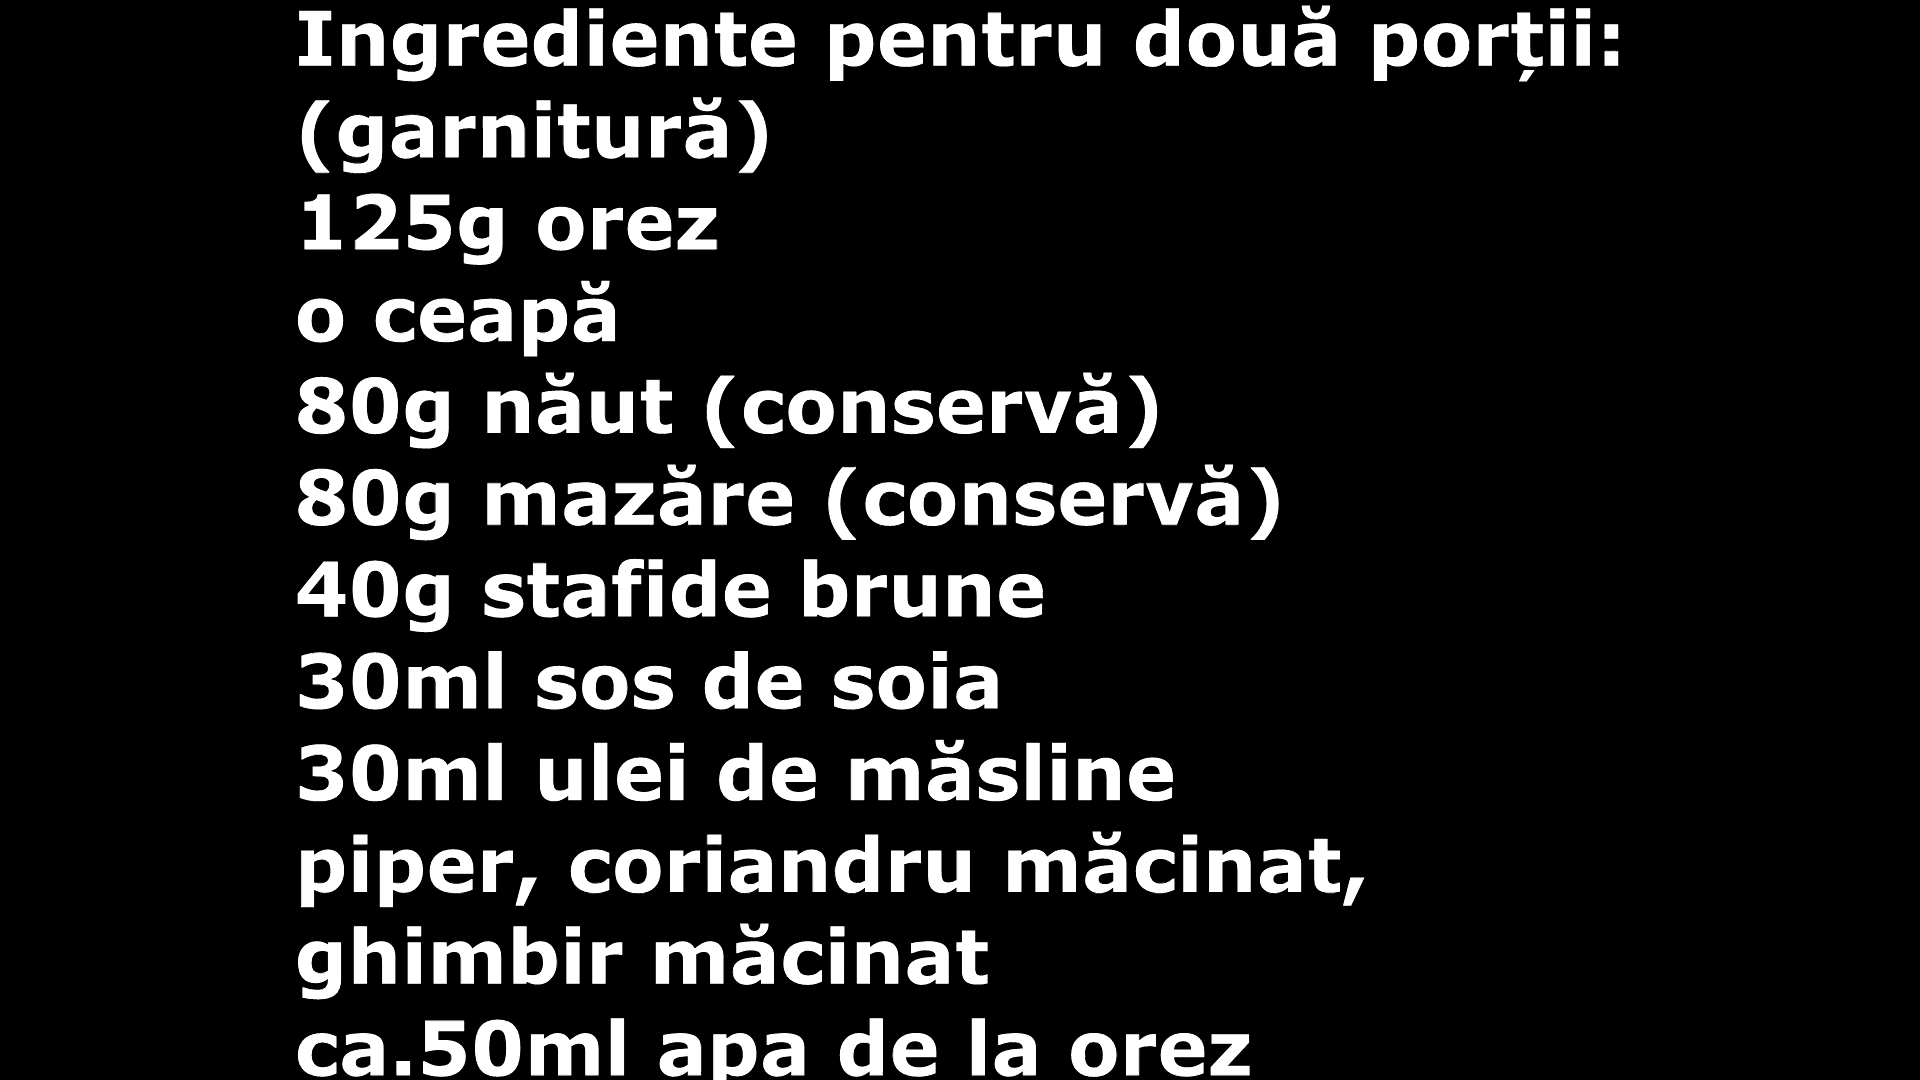 Ingrediente pentru două porții:
(garnitură)
125g orez
o ceapă
80g năut (conservă)
80g mazăre (conservă)
40g stafide brune
30ml sos de soia
30ml ulei de măsline
piper, coriandru măcinat,
ghimbir măcinat
ca.50ml apa de la orez